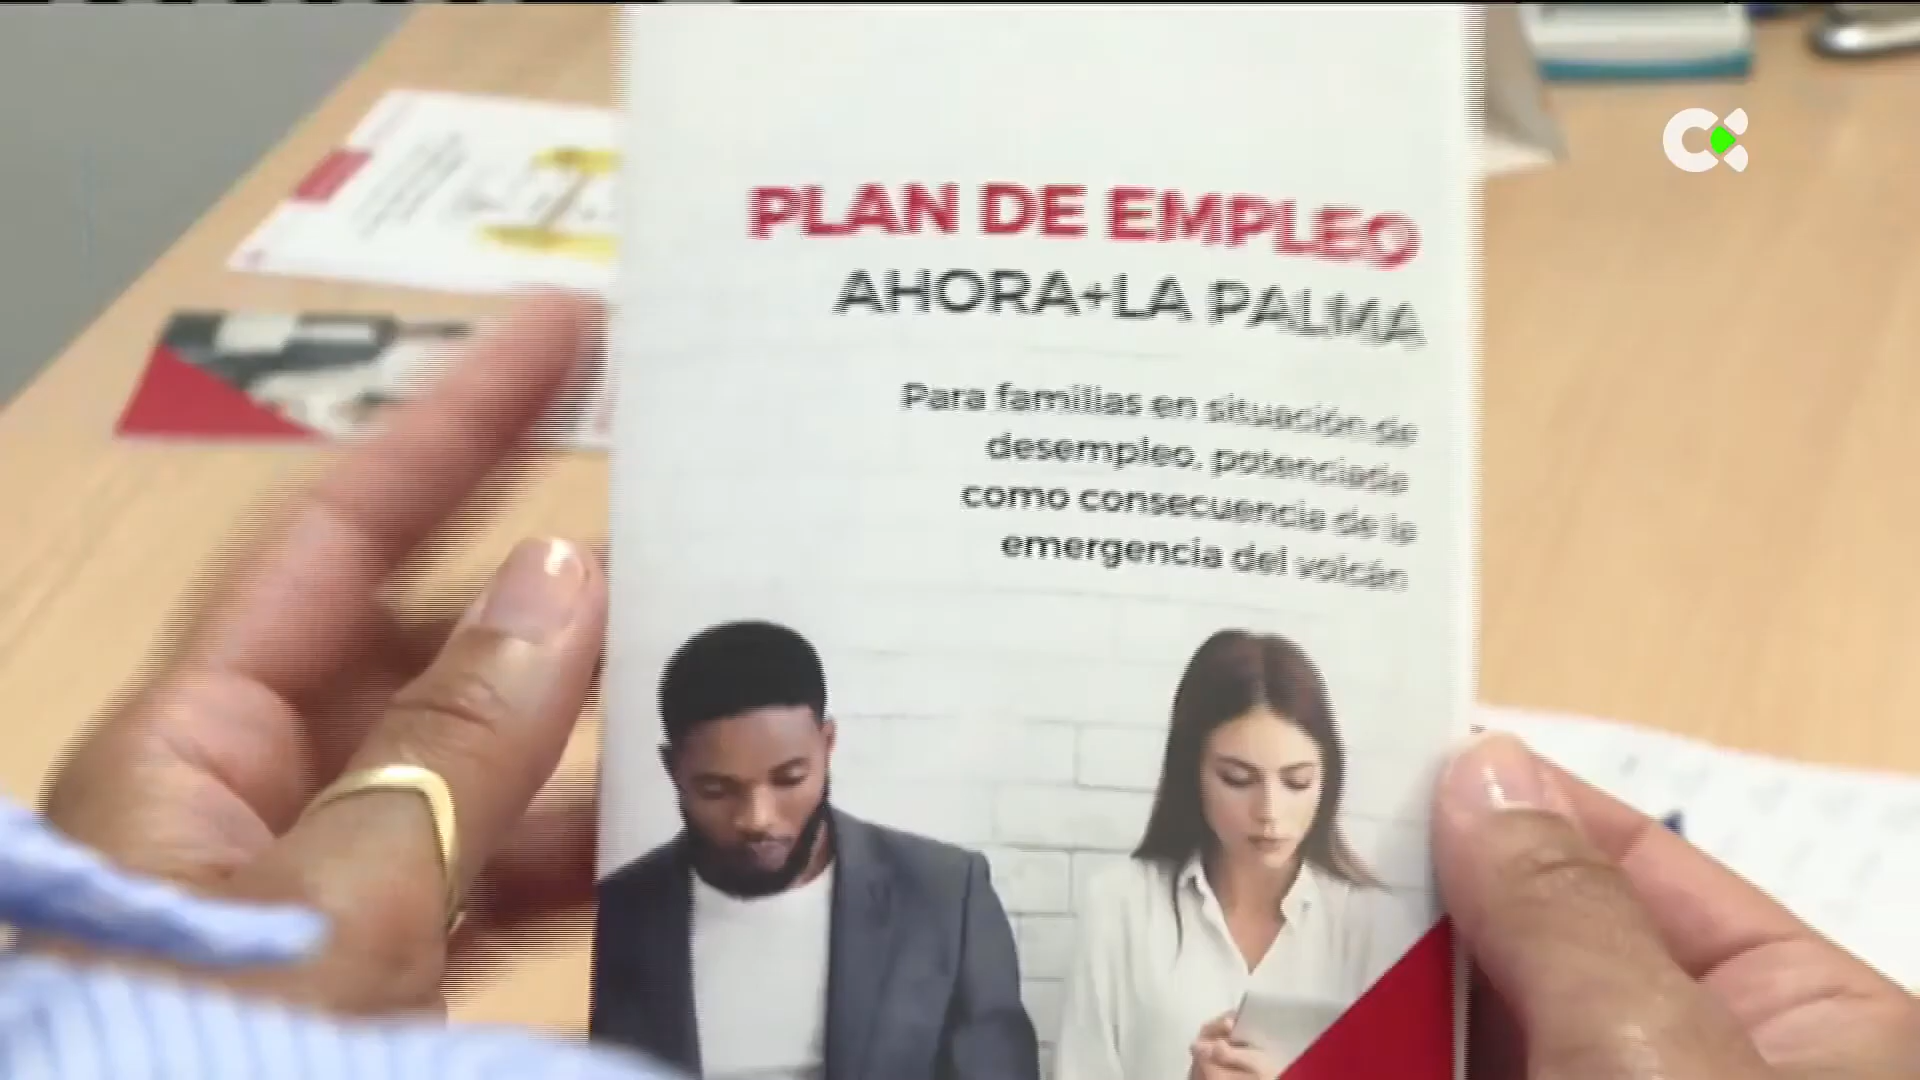 PLAN DE EMPLEO
AHORA+LA PALMA
Para familias en situación de
desempleo, potenciado
como consecuencia de la
emergencia del volcán